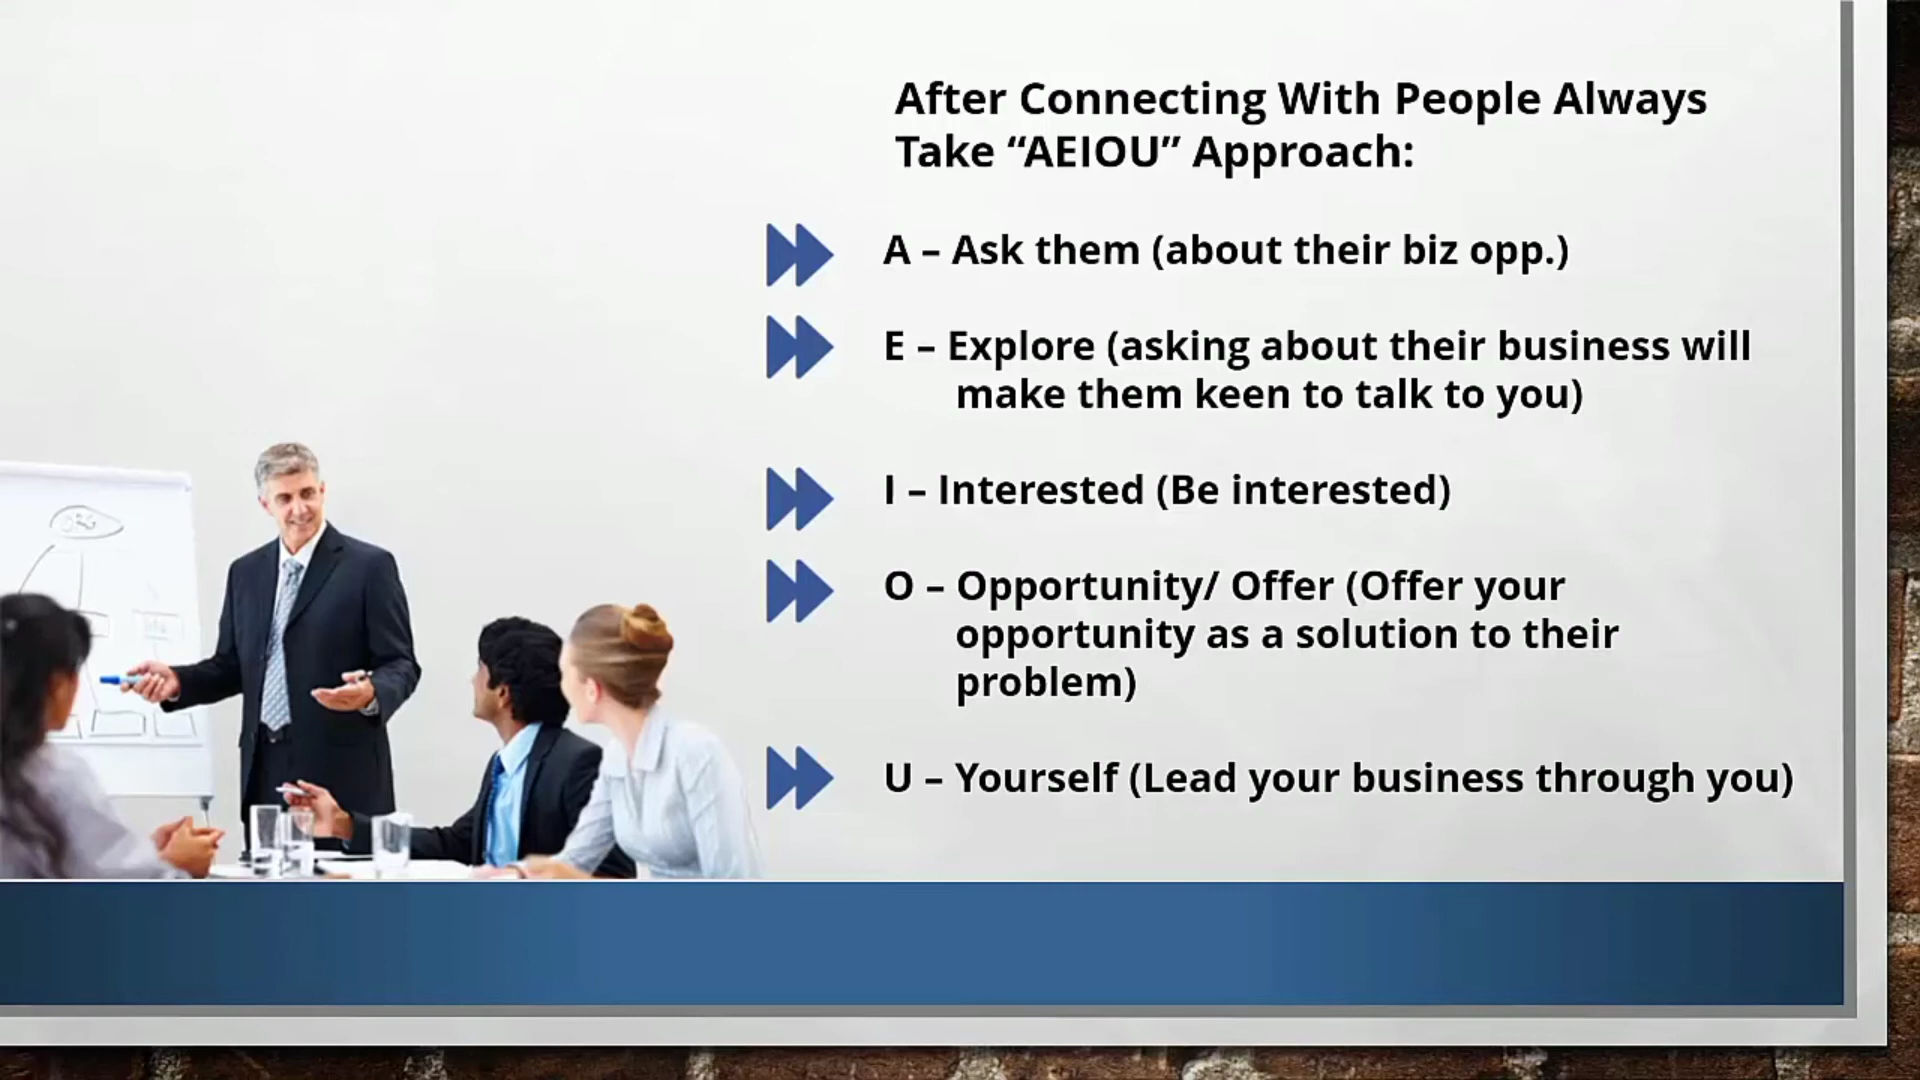 After Connecting With People Always
Take “AEIOU” Approach:
A – Ask them (about their biz opp.)
E – Explore (asking about their business will
make them keen to talk to you)
I – Interested (Be interested)
O – Opportunity/ Offer (Offer your
opportunity as a solution to their
problem)
U – Yourself (Lead your business through you)